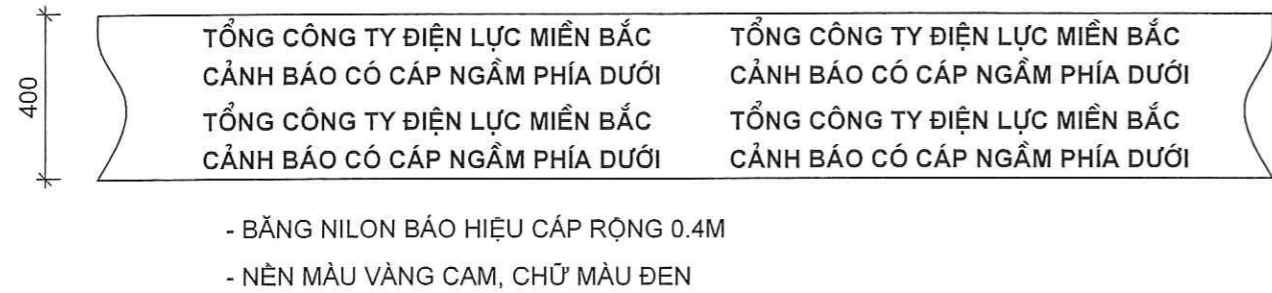 TỔNG CÔNG TY ĐIỆN LỰC MIỀN BẮC TỔNG CÔNG TY ĐIỆN LỰC MIỀN BẮC
CẢNH BÁO CÓ CÁP NGẦM PHÍA DƯỚI CẢNH BÁO CÓ CÁP NGẦM PHÍA DƯỚI
TỔNG CÔNG TY ĐIỆN LỰC MIỀN BẮC TỔNG CÔNG TY ĐIỆN LỰC MIỀN BẮC
CẢNH BÁO CÓ CÁP NGẦM PHÍA DƯỚI CẢNH BÁO CÓ CÁP NGẦM PHÍA DƯỚI
400
- BĂNG NILON BÁO HIỆU CÁP RỘNG 0.4M
- NỀN MÀU VÀNG CAM, CHỮ MÀU ĐEN